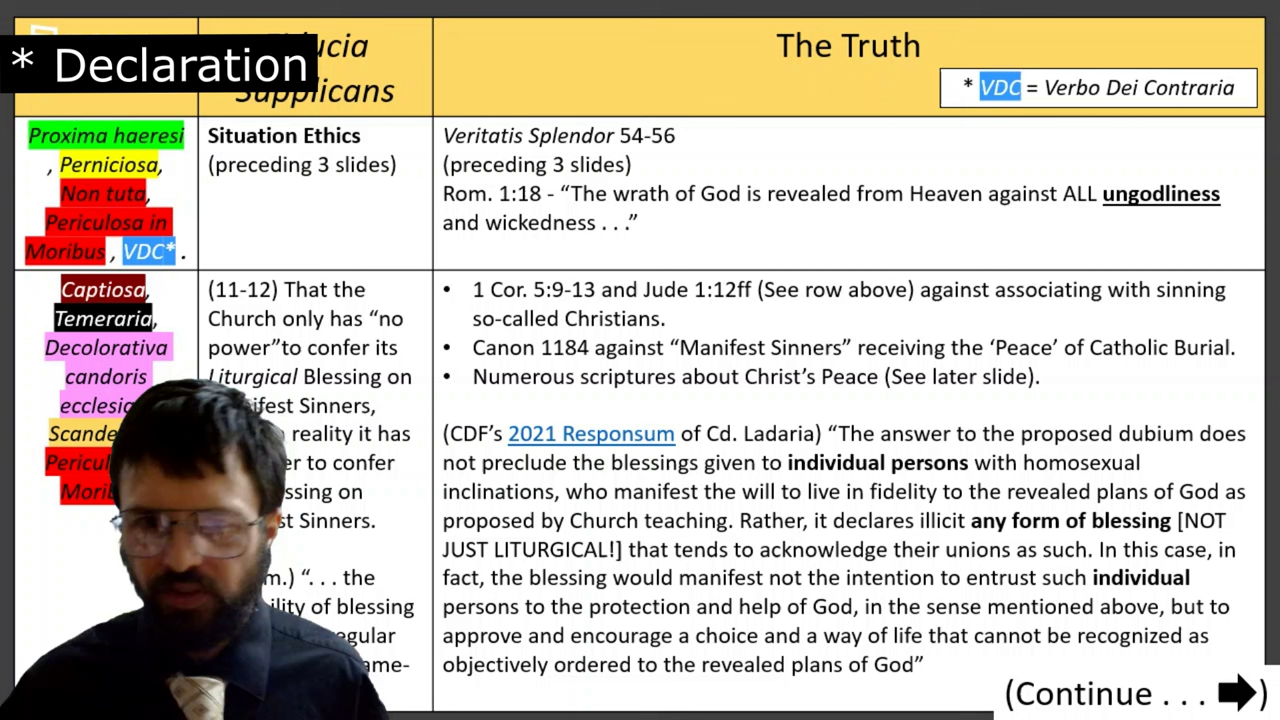 * Declaration
Supplicans
The Truth
* VDC = Verbo Dei Contraria
Proxima haeresi
, Perniciosa,
Non tuta,
Periculosa in
Moribus , VDC* .
Situation Ethics
(preceding 3 slides)
Veritatis Splendor 54-56
(preceding 3 slides)
Rom. 1:18 - “The wrath of God is revealed from Heaven against ALL ungodliness
and wickedness . . .”
Captiosa,
Temeraria,
Decolorativa
candoris
(11-12) That the
Church only has “no
power”to confer its
Liturgical Blessing on
Sinners,
reality it has
to confer
on
Sinners.
“. . . the
of blessing
• 1 Cor. 5:9-13 and Jude 1:12ff (See row above) against associating with sinning
so-called Christians.
• Canon 1184 against “Manifest Sinners” receiving the ‘Peace’ of Catholic Burial.
• Numerous scriptures about Christ’s Peace (See later slide).
(CDF’s 2021 Responsum of Cd. Ladaria) “The answer to the proposed dubium does
not preclude the blessings given to individual persons with homosexual
inclinations, who manifest the will to live in fidelity to the revealed plans of God as
proposed by Church teaching. Rather, it declares illicit any form of blessing [NOT
JUST LITURGICAL!] that tends to acknowledge their unions as such. In this case, in
fact, the blessing would manifest not the intention to entrust such individual
persons to the protection and help of God, in the sense mentioned above, but to
approve and encourage a choice and a way of life that cannot be recognized as
objectively ordered to the revealed plans of God”
(Continue . . . )